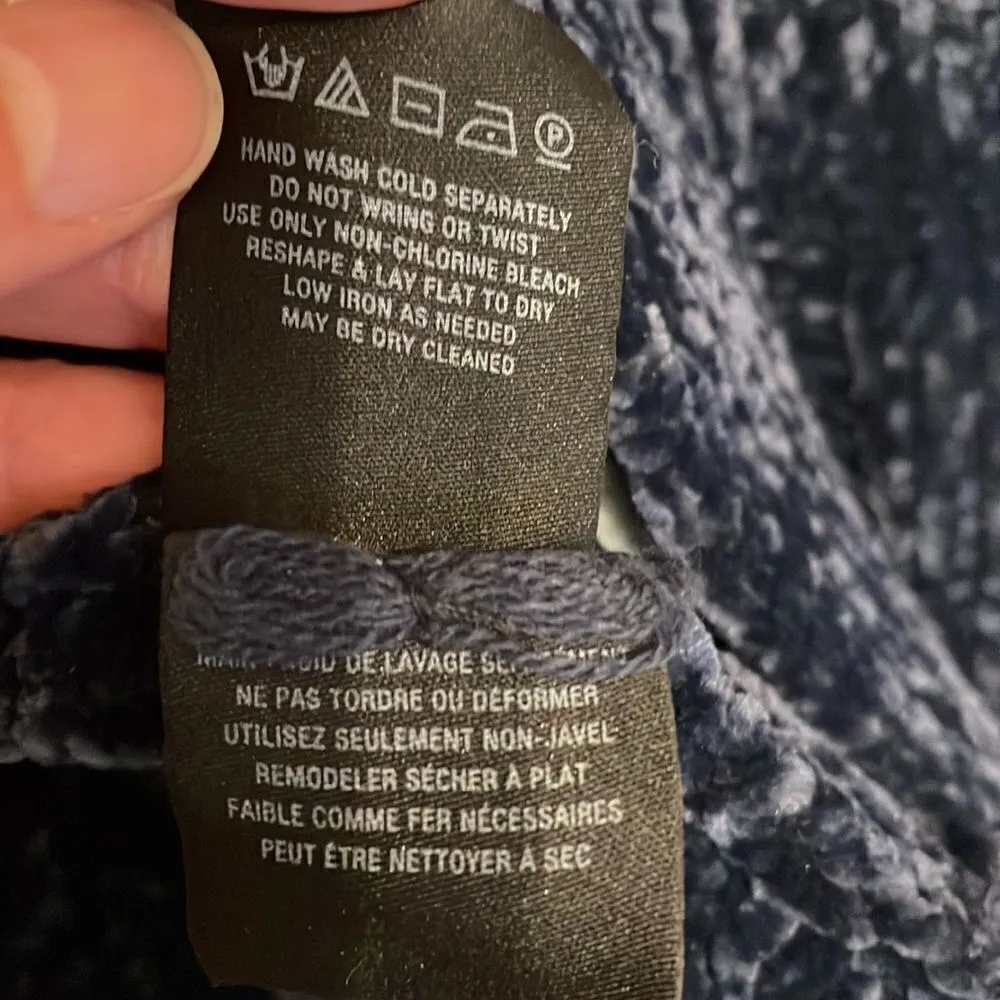 P
HAND WASH COLD SEPARATELY
DO NOT WRING OR TWIST
USE ONLY NON-CHLORINE BLEACH
RESHAPE & LAY FLAT TO DRY
LOW IRON AS NEEDED
MAY BE DRY CLEANED
DE LAVAGE
NE PAS TORDRE OU DÉFORMER
UTILISEZ SEULEMENT NON-JAVEL
REMODELER SÉCHER À PLAT
FAIBLE COMME FER NÉCESSAIRES
PEUT ÊTRE NETTOYER À SEC